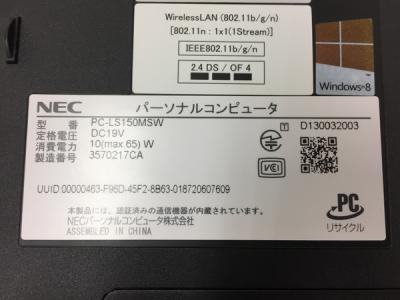 WirelessLAN (802.11b/g/n)
[802.11n : 1x1(1Stream)]
IEEE802.11b/g/n
2.4 DS / OF 4
Windows 8
NEC パーソナルコンピュータ
型 番 PC-LS150MSW
定格電圧 DC19V
消費電力 10(max.65) W
製造番号 3570217CA
D130032003
VCCI
UUID:00000463-F96D-45F2-8B63-018720607609
本品には、認証済みの通信機器が内蔵されています。
NECパーソナルコンピュータ株式会社
ASSEMBLED IN CHINA
PC
リサイクル